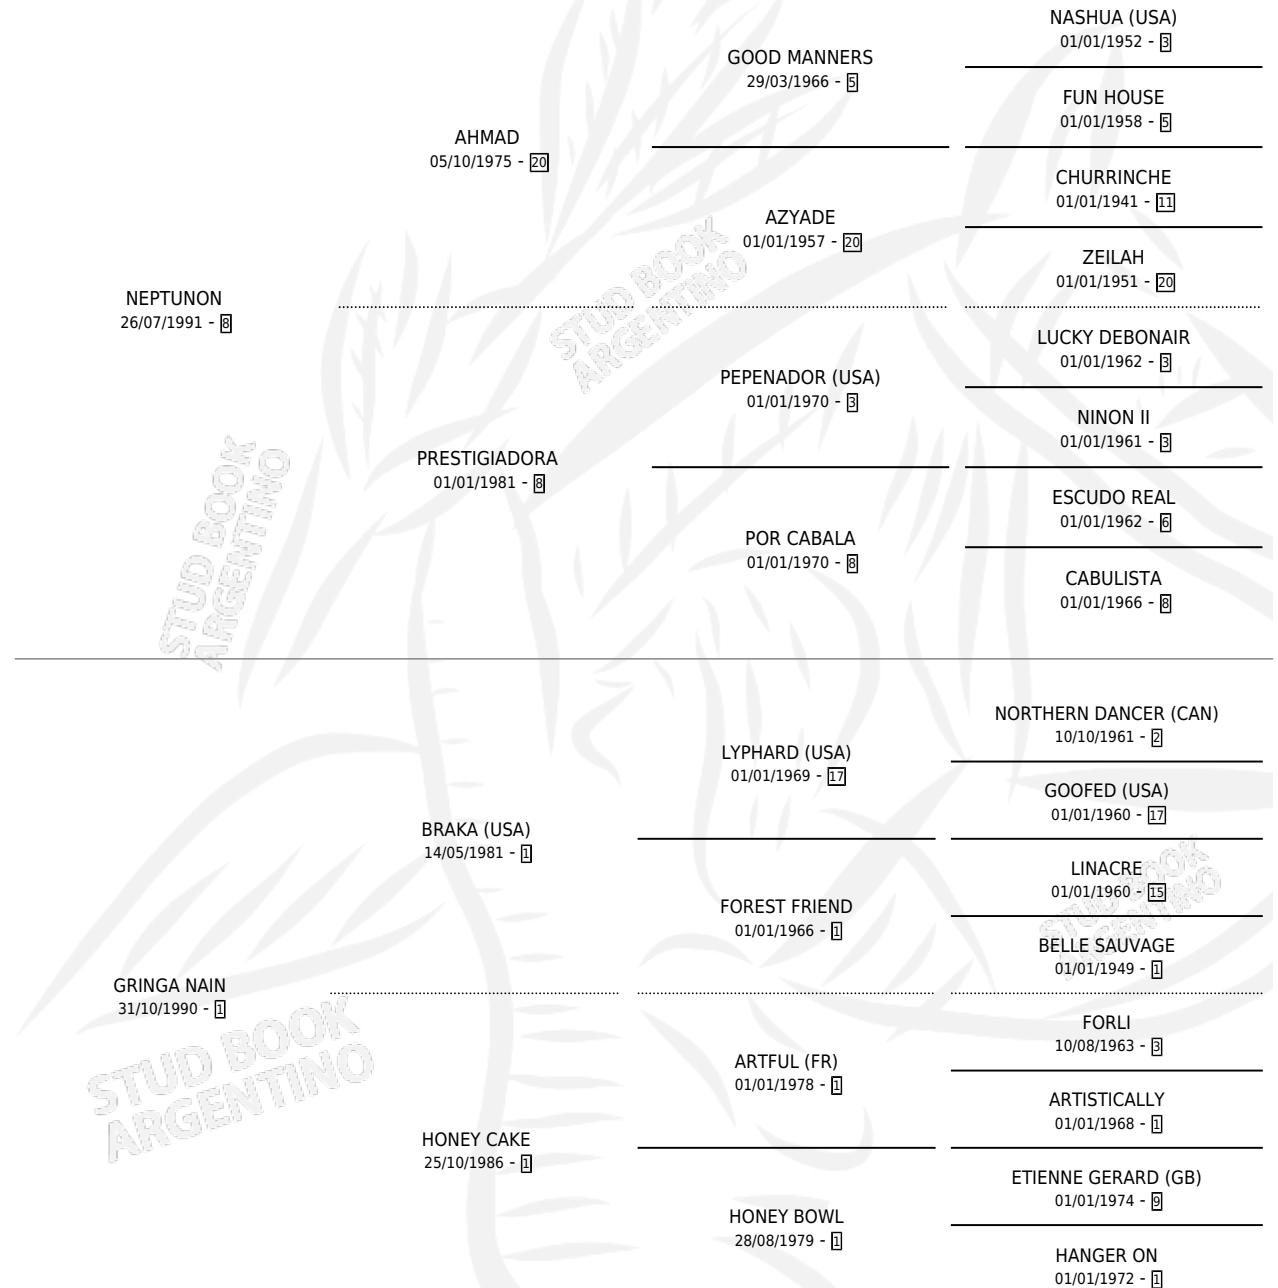 NASHUA (USA)
01/01/1952 - 3
GOOD MANNERS
29/03/1966 - 5
FUN HOUSE
01/01/1958 - 5
AHMAD
05/10/1975 - 20
CHURRINCHE
01/01/1941 - 11
AZYADE
01/01/1957 - 20
ZEILAH
01/01/1951 - 20
NEPTUNON
26/07/1991 - 8
LUCKY DEBONAIR
01/01/1962 - 3
PEPENADOR (USA)
01/01/1970 - 3
NINON II
01/01/1961 - 3
PRESTIGIADORA
01/01/1981 - 8
ESCUDO REAL
01/01/1962 - 6
POR CABALA
01/01/1970 - 8
CABULISTA
01/01/1966 - 8
NORTHERN DANCER (CAN)
10/10/1961 - 2
LYPHARD (USA)
01/01/1969 - 17
GOOFED (USA)
01/01/1960 - 17
BRAKA (USA)
14/05/1981 - 1
LINACRE
01/01/1960 - 15
FOREST FRIEND
01/01/1966 - 1
BELLE SAUVAGE
01/01/1949 - 1
GRINGA NAIN
31/10/1990 - 1
FORLI
10/08/1963 - 3
ARTFUL (FR)
01/01/1978 - 1
ARTISTICALLY
01/01/1968 - 1
HONEY CAKE
25/10/1986 - 1
ETIENNE GERARD (GB)
01/01/1974 - 9
HONEY BOWL
28/08/1979 - 1
HANGER ON
01/01/1972 - 1
STUD BOOK
ARGENTINO
STUD BOOK
ARGENTINO
STUD BOOK
ARGENTINO
STUD BOOK
ARGENTINO